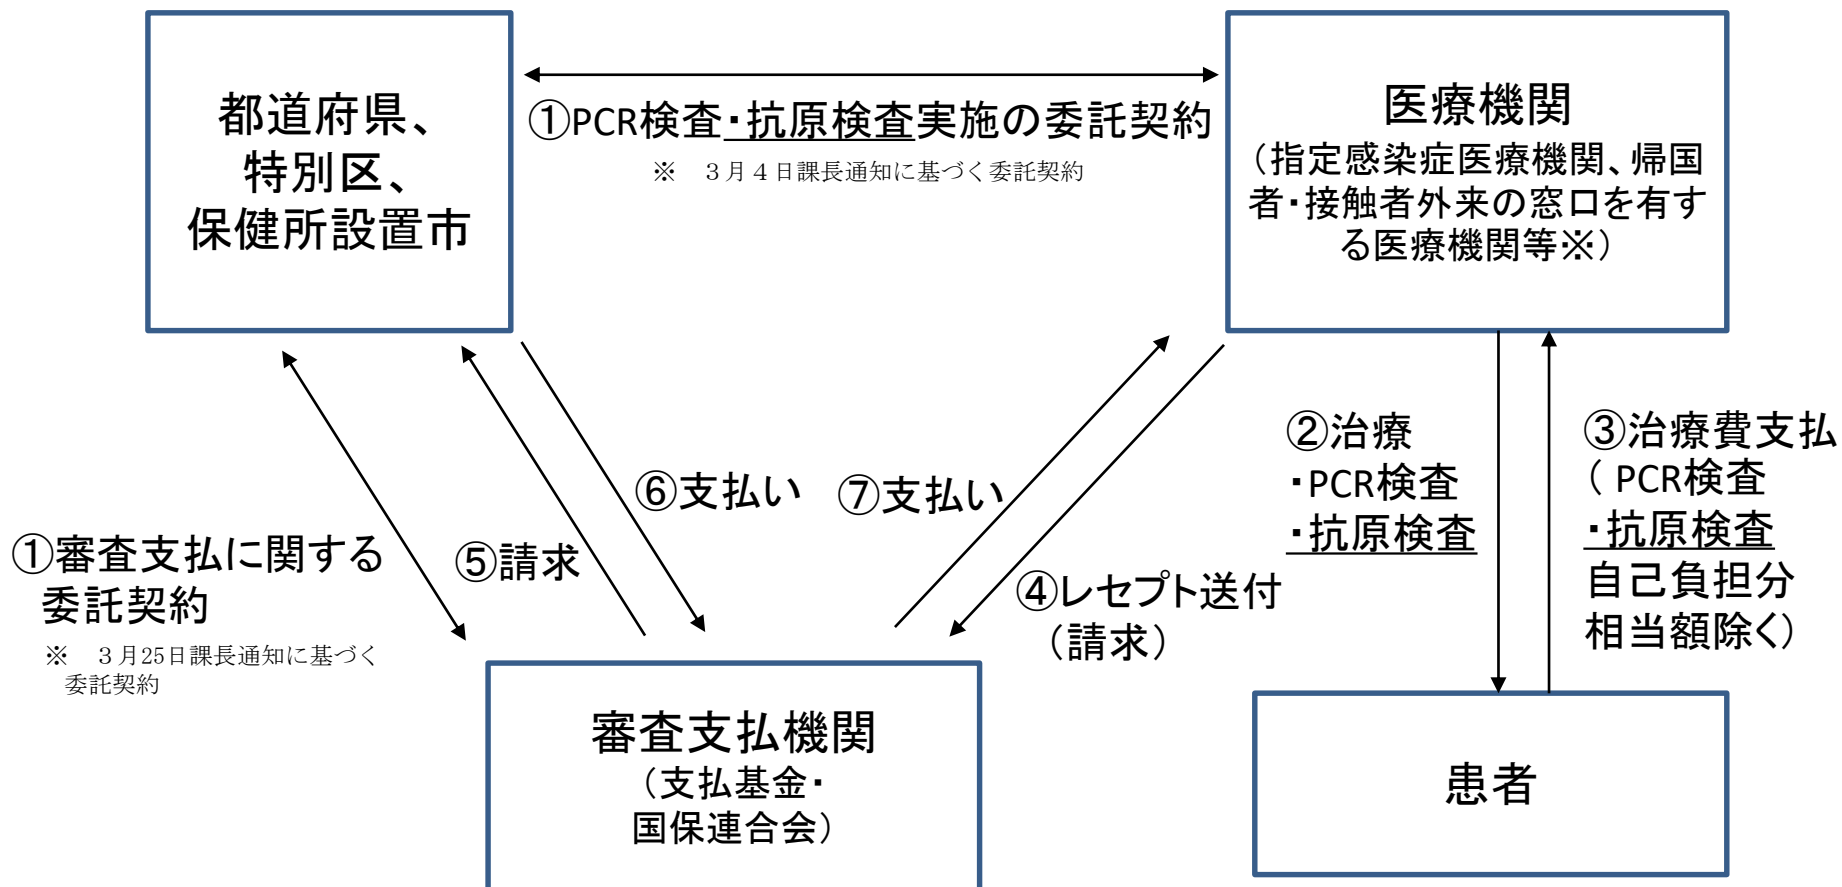 都道府県、
特別区、
保健所設置市
①PCR検査・抗原検査実施の委託契約
※　３月４日課長通知に基づく委託契約
医療機関
（指定感染症医療機関、帰国
者・接触者外来の窓口を有す
る医療機関等※）
①審査支払に関する
委託契約
※　３月25日課長通知に基づく
委託契約
⑤請求
⑥支払い
⑦支払い
④レセプト送付
（請求）
②治療
・PCR検査
・抗原検査
③治療費支払
（ PCR検査
・抗原検査
自己負担分
相当額除く）
審査支払機関
（支払基金・
国保連合会）
患者